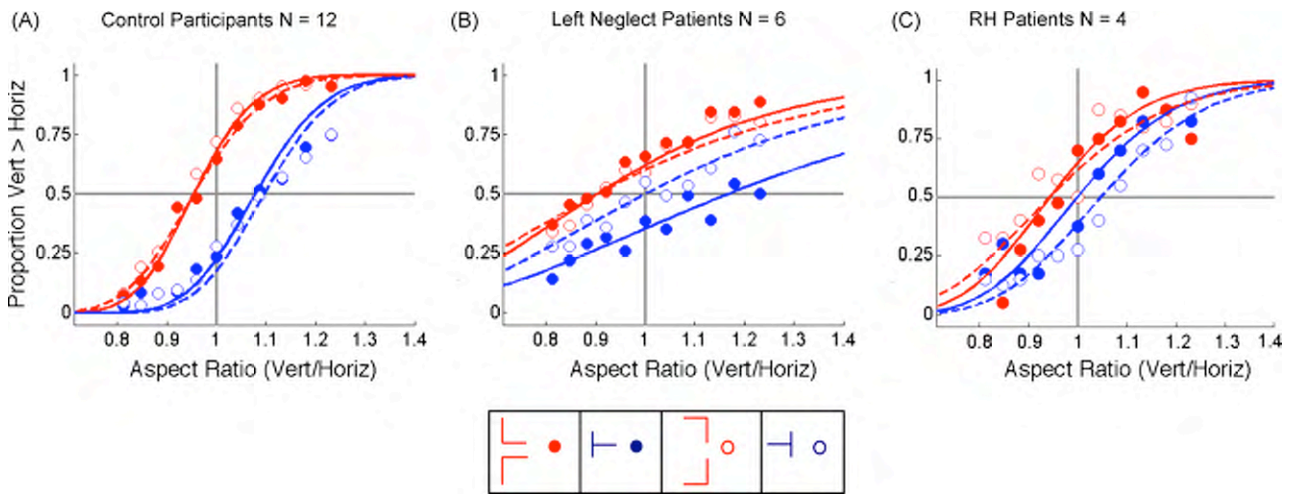 (A) Control Participants N = 12
(B) Left Neglect Patients N = 6
(C) RH Patients N = 4
Proportion Vert > Horiz
1
0.75
0.5
0.25
0
0.8 0.9 1 1.1 1.2 1.3 1.4
Aspect Ratio (Vert/Horiz)
1
0.75
0.5
0.25
0
0.8 0.9 1 1.1 1.2 1.3 1.4
Aspect Ratio (Vert/Horiz)
1
0.75
0.5
0.25
0
0.8 0.9 1 1.1 1.2 1.3 1.4
Aspect Ratio (Vert/Horiz)